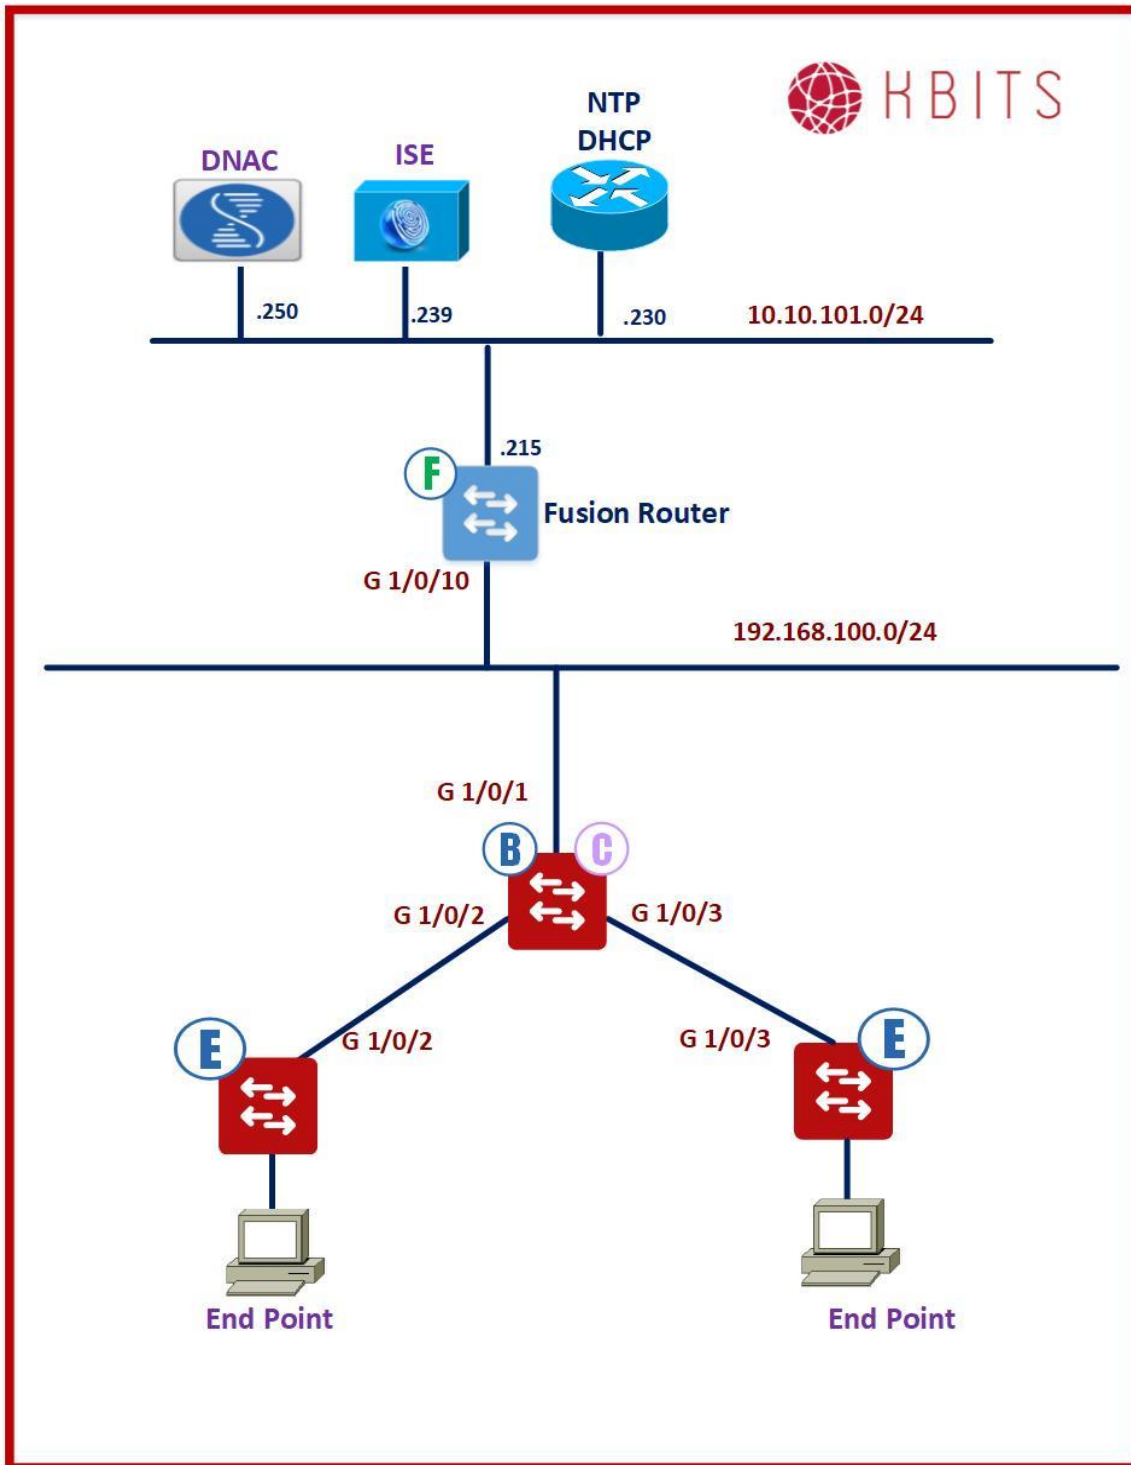 KBITS
NTP
DHCP
DNAC
ISE
.250
.239
.230
10.10.101.0/24
.215
F
Fusion Router
G 1/0/10
192.168.100.0/24
G 1/0/1
B
C
G 1/0/2
G 1/0/3
E
G 1/0/2
G 1/0/3
E
End Point
End Point